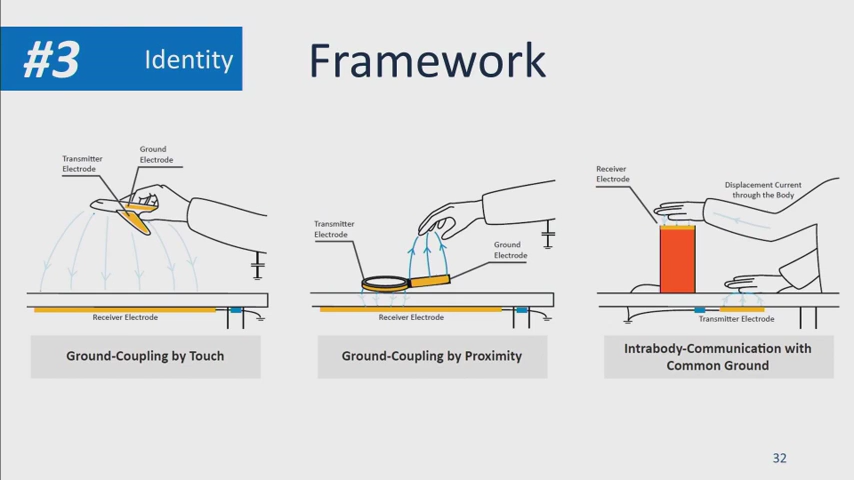 #3
Identity
Framework
Transmitter
Electrode
Ground
Electrode
Receiver Electrode
Ground-Coupling by Touch
Transmitter
Electrode
Ground
Electrode
Receiver Electrode
Ground-Coupling by Proximity
Receiver
Electrode
Displacement Current
through the Body
Transmitter Electrode
Intrabody-Communication with
Common Ground
32